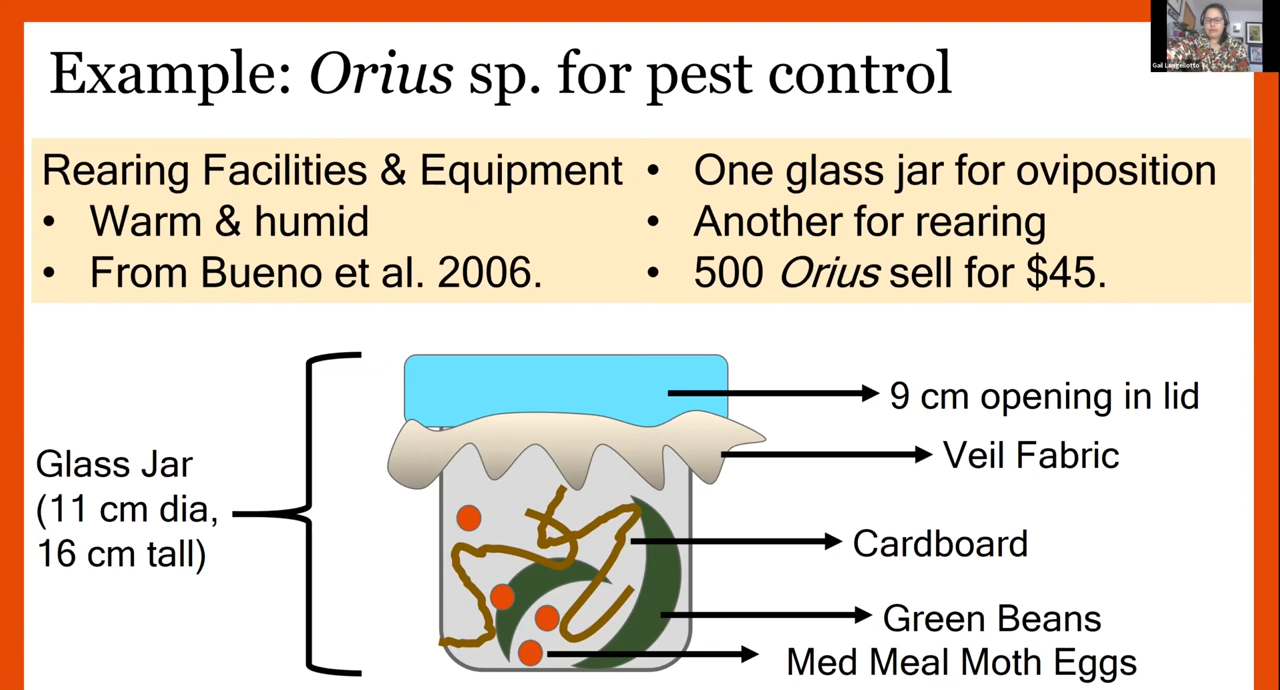 Example: Orius sp. for pest control
Gail Langellotto
Rearing Facilities & Equipment
• Warm & humid
• From Bueno et al. 2006.
• One glass jar for oviposition
• Another for rearing
• 500 Orius sell for $45.
Glass Jar
(11 cm dia,
16 cm tall)
9 cm opening in lid
Veil Fabric
Cardboard
Green Beans
Med Meal Moth Eggs